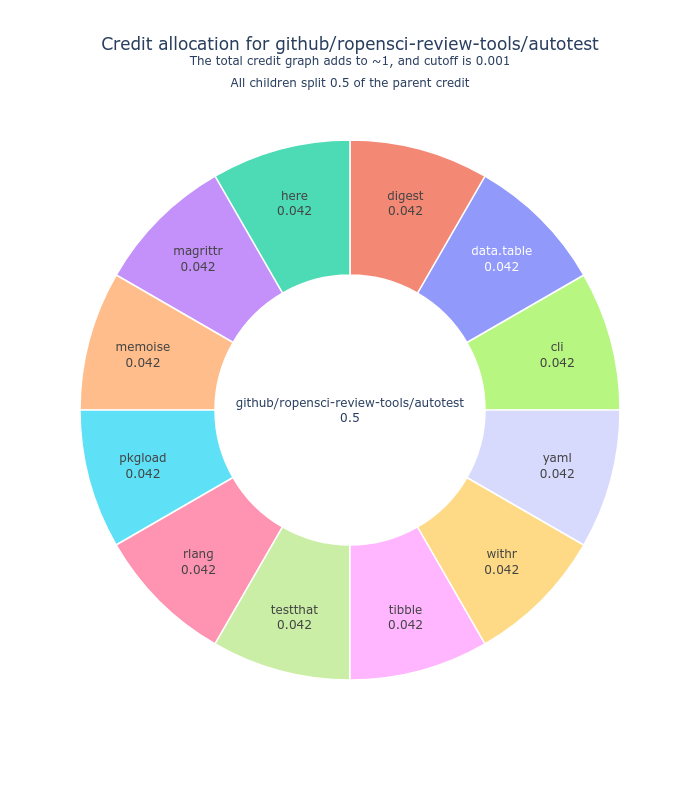 Credit allocation for github/ropensci-review-tools/autotest
The total credit graph adds to ~1, and cutoff is 0.001
All children split 0.5 of the parent credit
here
0.042
digest
0.042
magrittr
0.042
data.table
0.042
memoise
0.042
cli
0.042
github/ropensci-review-tools/autotest
0.5
pkgload
0.042
yaml
0.042
rlang
0.042
withr
0.042
testthat
0.042
tibble
0.042